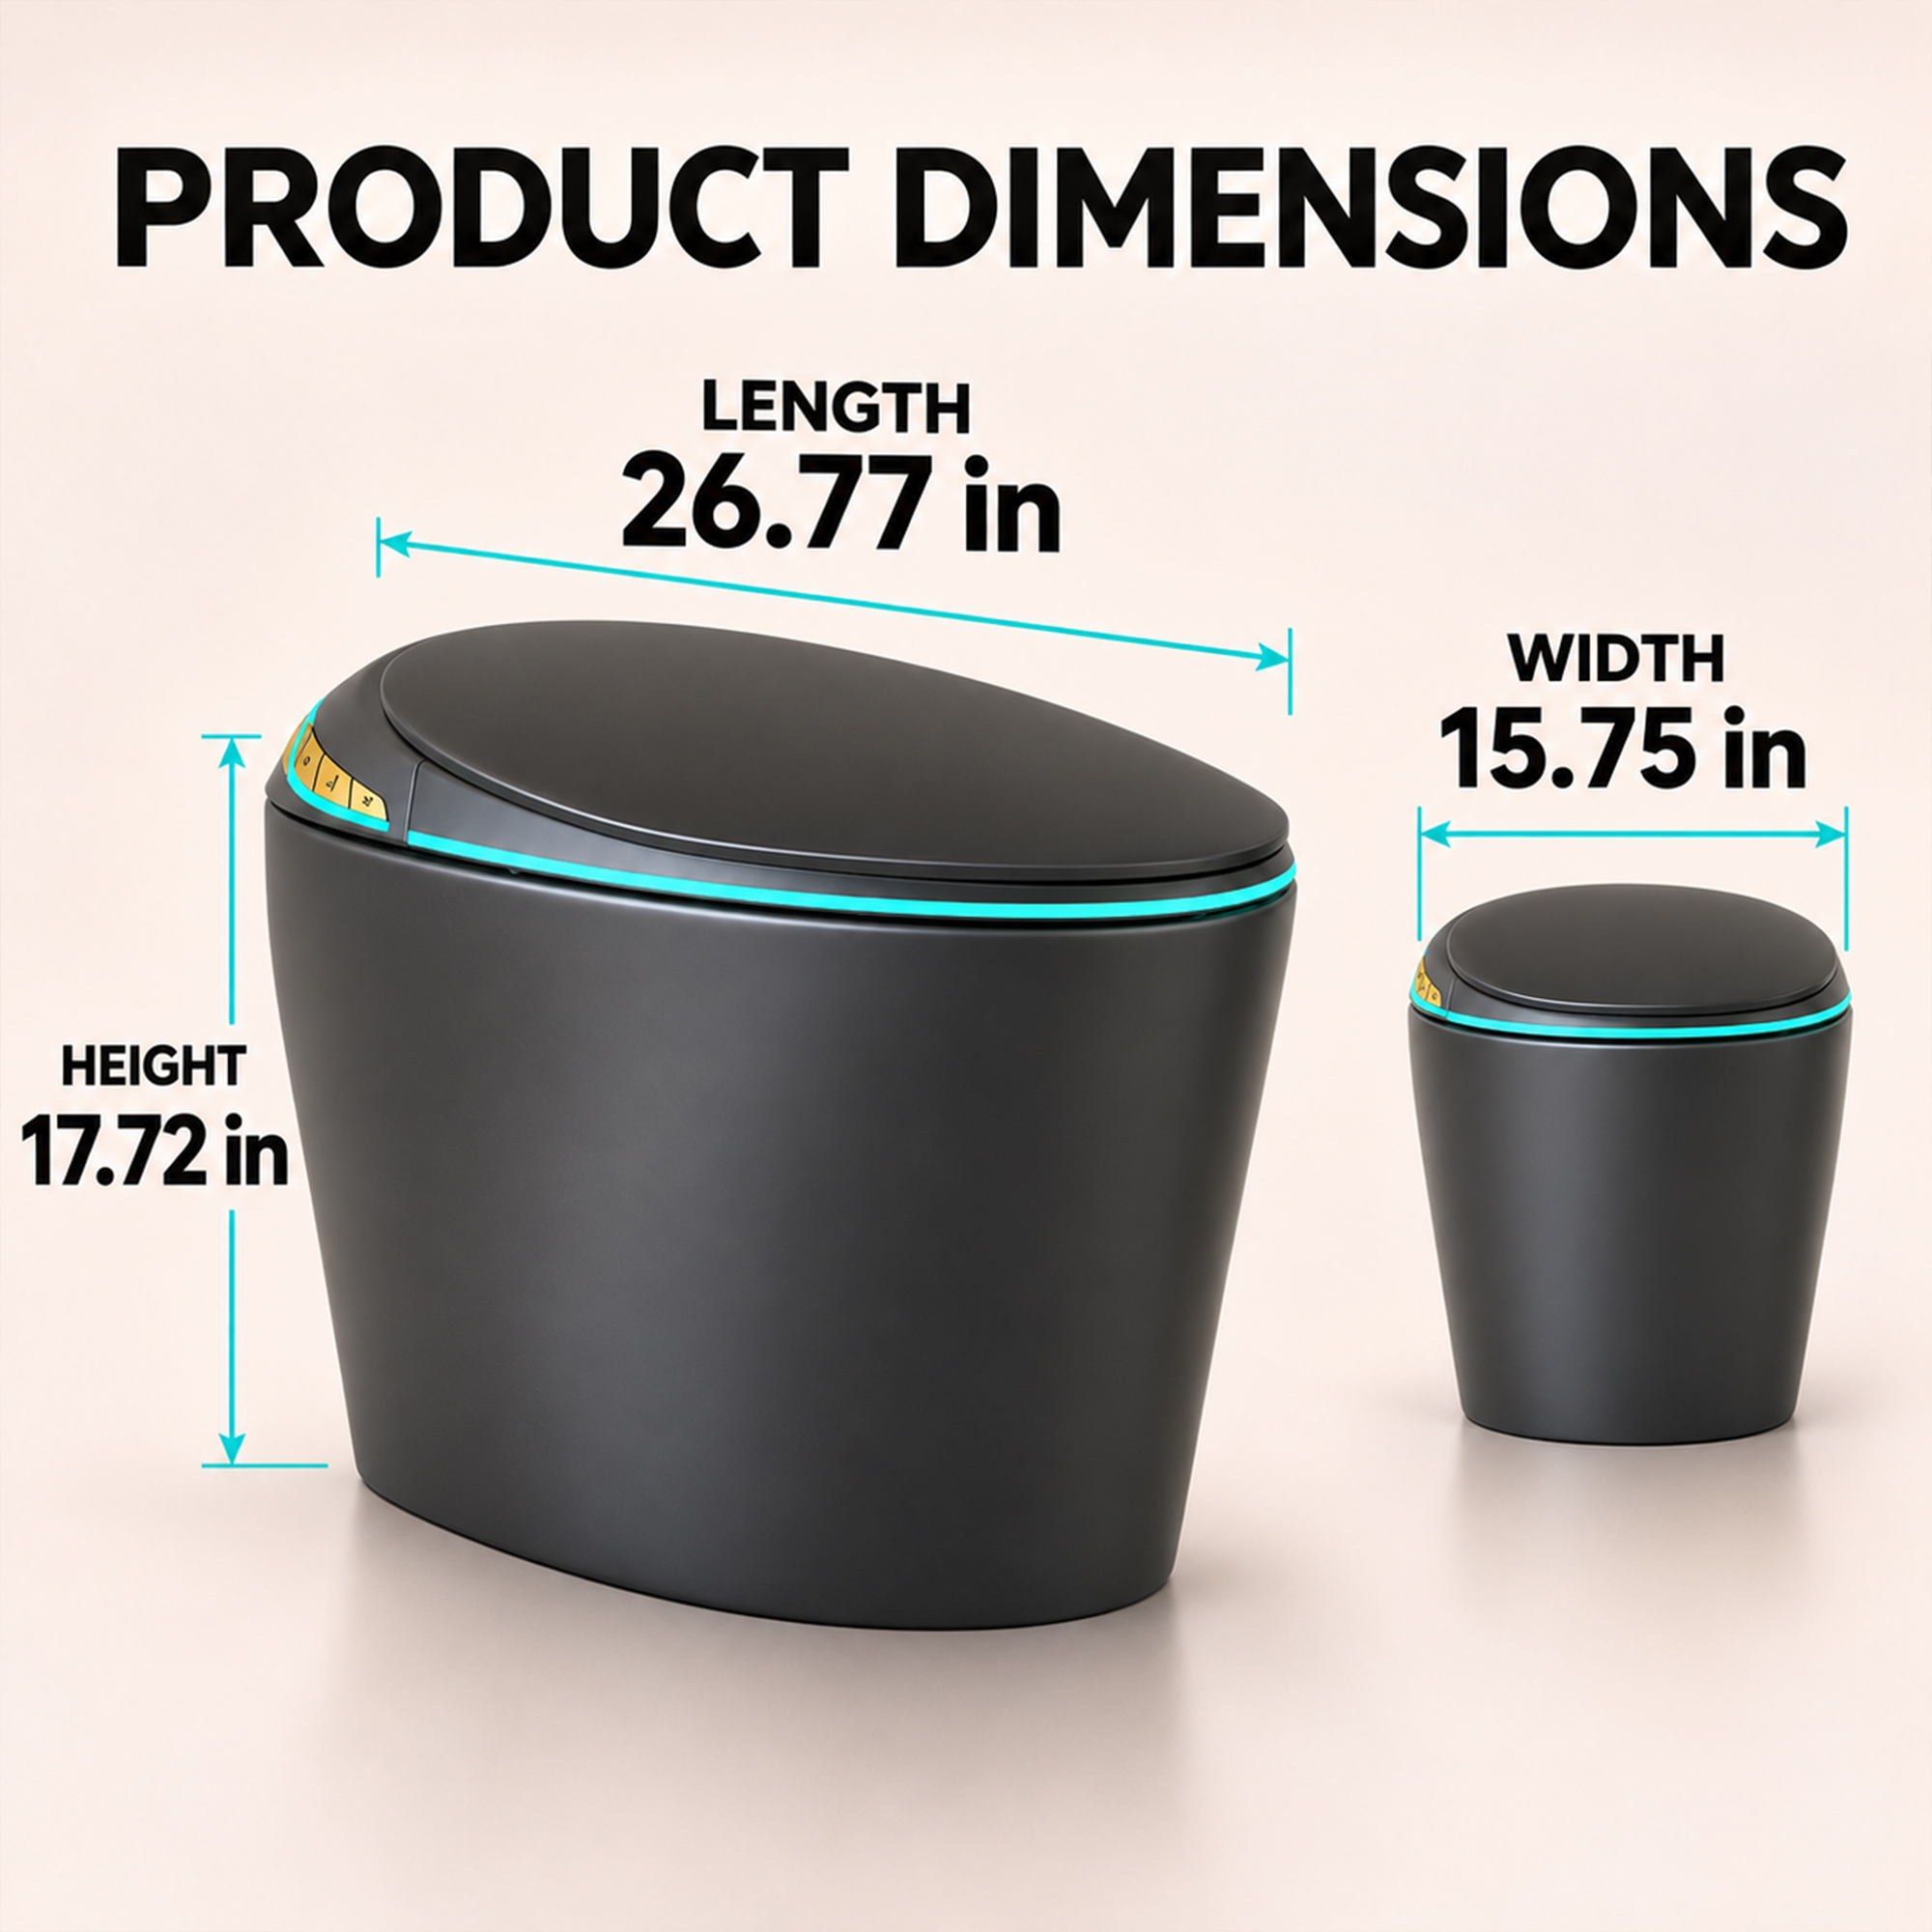 PRODUCT DIMENSIONS
LENGTH
26.77 in
WIDTH
15.75 in
HEIGHT
17.72 in